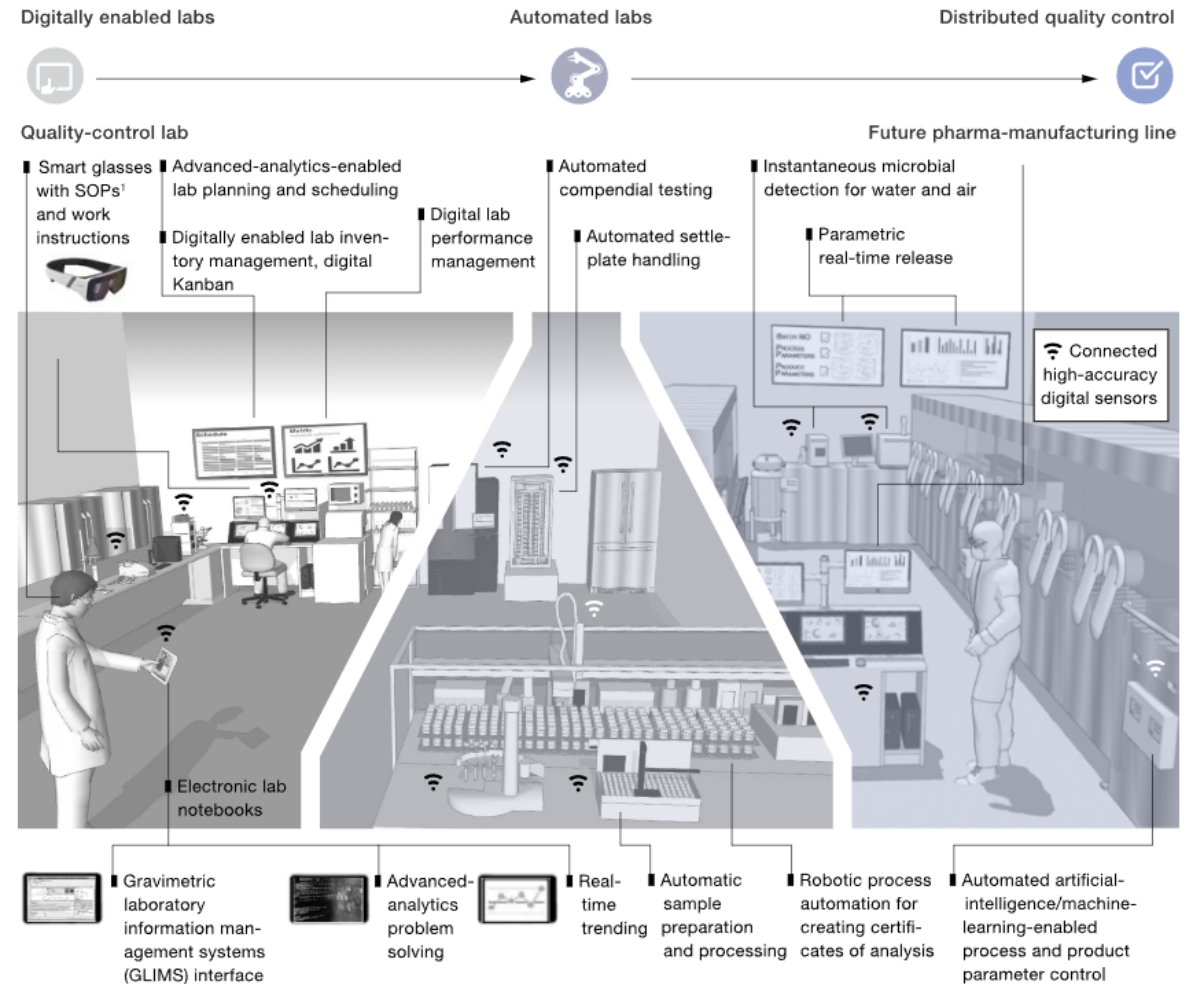 Digitally enabled labs
Automated labs
Distributed quality control
Quality-control lab
Future pharma-manufacturing line
Smart glasses
with SOPs¹
and work
instructions
Advanced-analytics-enabled
lab planning and scheduling
Digitally enabled lab inven-
tory management, digital
Kanban
Digital lab
performance
management
Automated
compendial testing
Automated settle-
plate handling
Instantaneous microbial
detection for water and air
Parametric
real-time release
Connected
high-accuracy
digital sensors
Batch NO
Process
Parameters
Product
Parameters
Schedule
Electronic lab
notebooks
Gravimetric
laboratory
information man-
agement systems
(GLIMS) interface
Advanced-
analytics
problem
solving
Real-
time
trending
Automatic
sample
preparation
and processing
Robotic process
automation for
creating certifi-
cates of analysis
Automated artificial-
intelligence/machine-
learning-enabled
process and product
parameter control